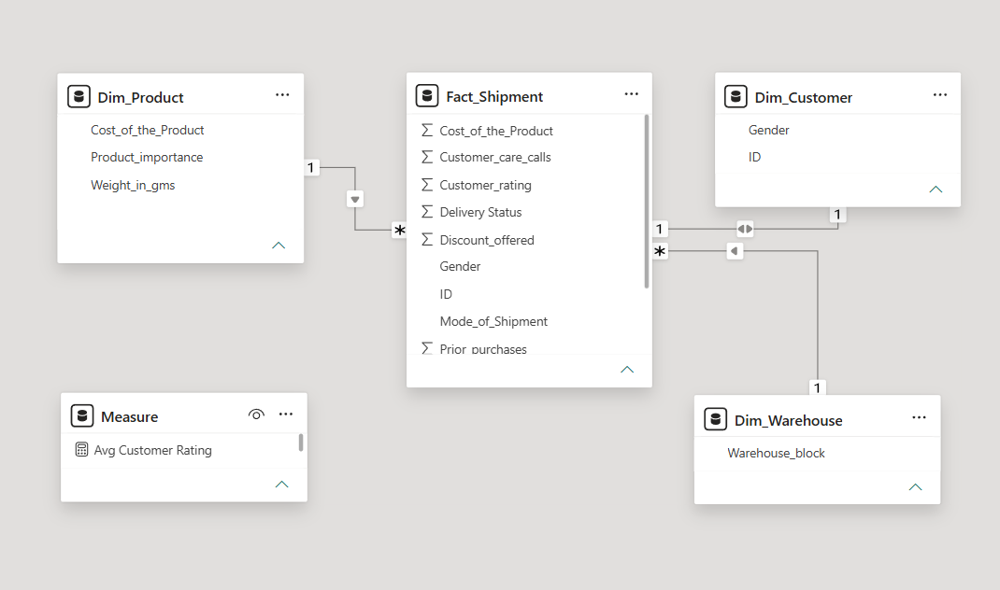 Dim_Product
Cost_of_the_Product
Product_importance
Weight_in_gms
1
*
Fact_Shipment
Cost_of_the_Product
Customer_care_calls
Customer_rating
Delivery Status
Discount_offered
Gender
ID
Mode_of_Shipment
Prior_purchases
Dim_Customer
Gender
ID
1
1
*
1
Measure
Avg Customer Rating
Dim_Warehouse
Warehouse_block